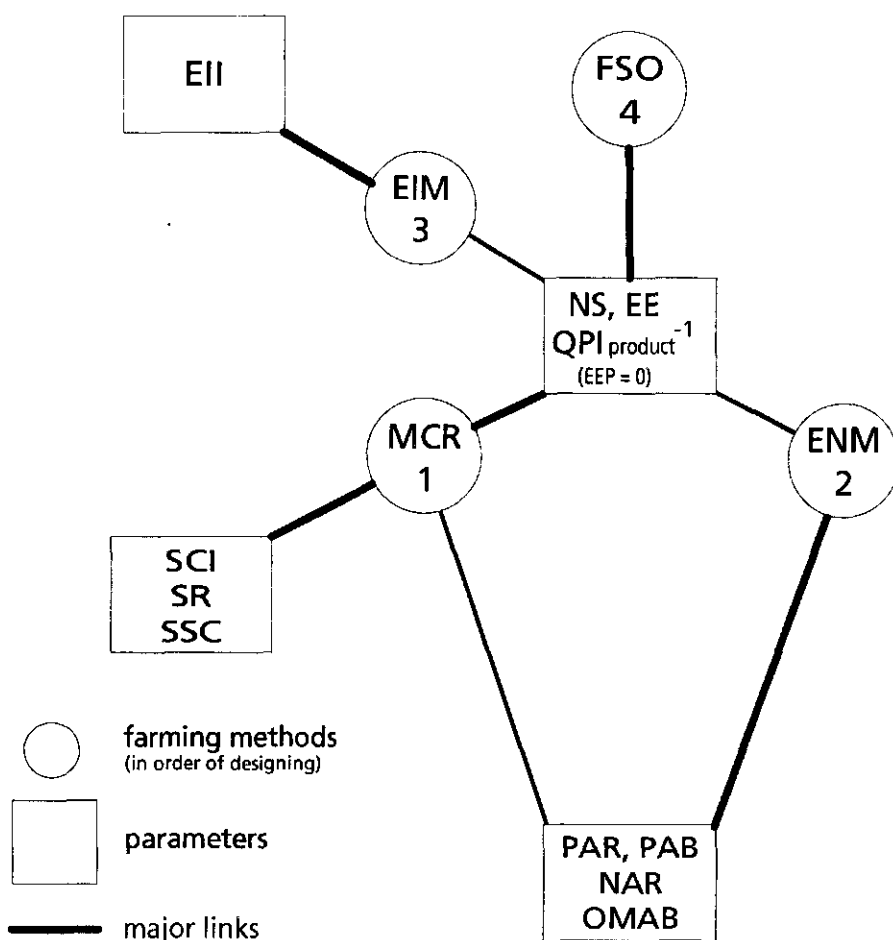 EII
FSO
4
EIM
3
NS, EE
QPI product⁻¹
(EEP = 0)
MCR
1
ENM
2
SCI
SR
SSC
farming methods
(in order of designing)
parameters
PAR, PAB
NAR
OMAB
major links